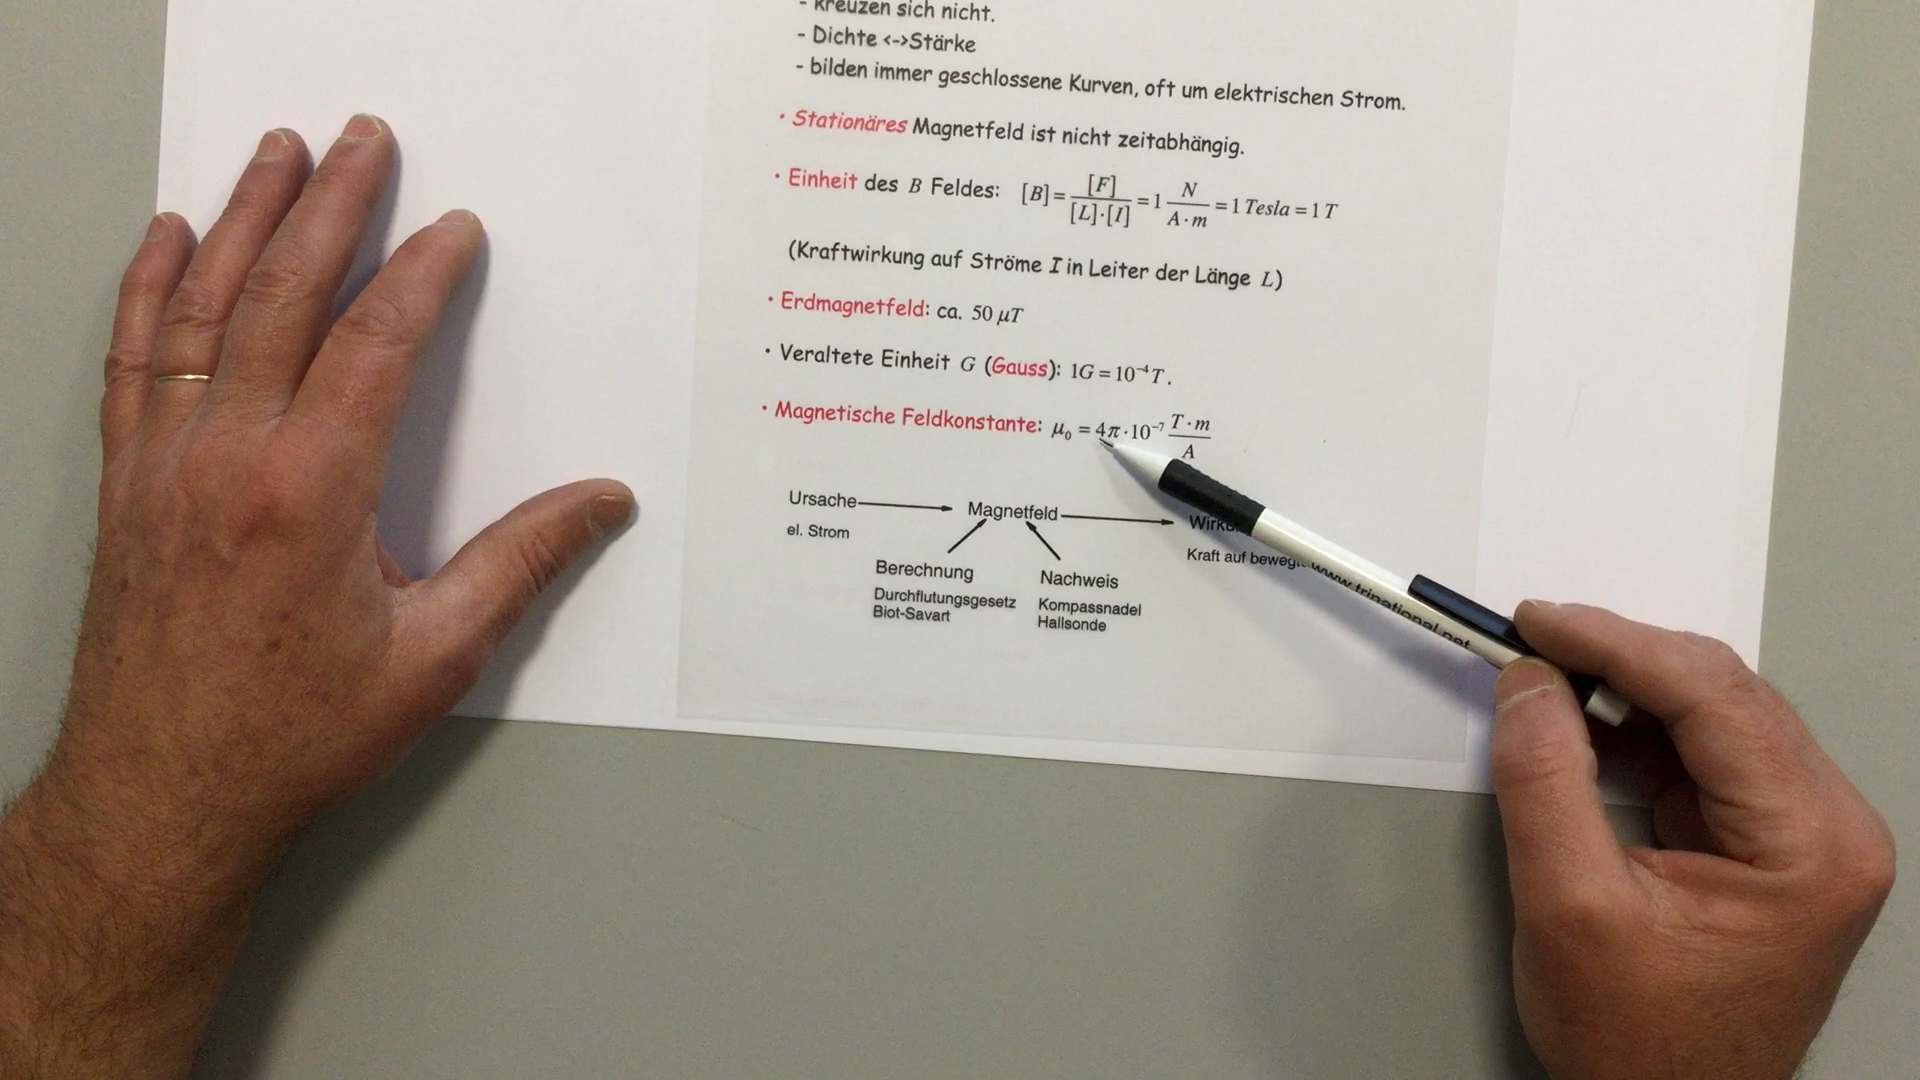 - kreuzen sich nicht.
- Dichte <->Stärke
- bilden immer geschlossene Kurven, oft um elektrischen Strom.
• Stationäres Magnetfeld ist nicht zeitabhängig.
• Einheit des B Feldes: [B] = [F] / [L]·[I] = 1 N / A·m = 1 Tesla = 1 T
(Kraftwirkung auf Ströme I in Leiter der Länge L)
• Erdmagnetfeld: ca. 50 μT
• Veraltete Einheit G (Gauss): 1G = 10⁻⁴ T.
• Magnetische Feldkonstante: μ₀ = 4π·10⁻⁷ T·m / A
Ursache
el. Strom
Magnetfeld
Berechnung
Durchflutungsgesetz
Biot-Savart
Nachweis
Kompassnadel
Hallsonde
Kraft auf
www.trinational.net